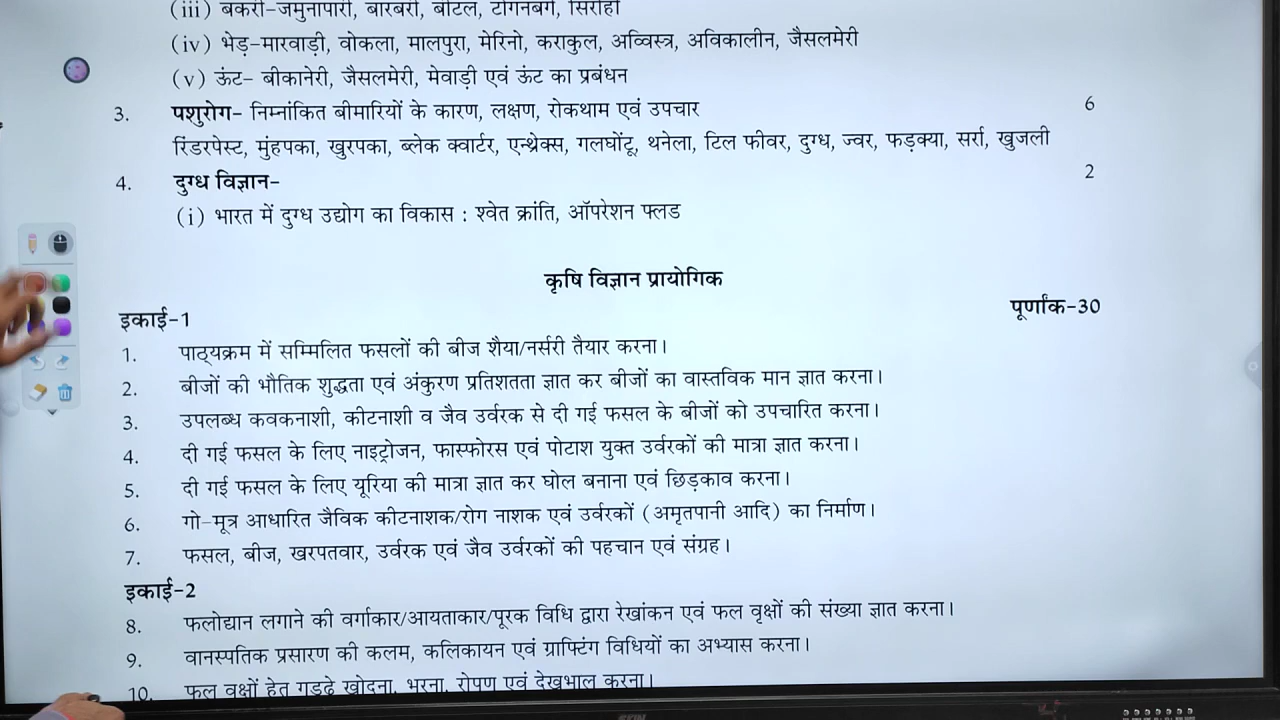 (iii) बकरी-जमुनापारी, बारबरी, बीटल, टोगनबर्ग, सिरोही
(iv) भेड़-मारवाड़ी, वोकला, मालपुरा, मेरिनो, कराकुल, अव्विस्त्र, अविकालीन, जैसलमेरी
(v) ऊंट- बीकानेरी, जैसलमेरी, मेवाड़ी एवं ऊंट का प्रबंधन
3. पशुरोग- निम्नांकित बीमारियों के कारण, लक्षण, रोकथाम एवं उपचार 6
रिंडरपेस्ट, मुंहपका, खुरपका, ब्लेक क्वार्टर, एन्थ्रेक्स, गलघोंटू, थनेला, टिल फीवर, दुग्ध, ज्वर, फड़क्या, सर्रा, खुजली
4. दुग्ध विज्ञान- 2
(i) भारत में दुग्ध उद्योग का विकास : श्वेत क्रांति, ऑपरेशन फ्लड
कृषि विज्ञान प्रायोगिक
इकाई-1 पूर्णांक-30
1. पाठ्यक्रम में सम्मिलित फसलों की बीज शैया/नर्सरी तैयार करना।
2. बीजों की भौतिक शुद्धता एवं अंकुरण प्रतिशतता ज्ञात कर बीजों का वास्तविक मान ज्ञात करना।
3. उपलब्ध कवकनाशी, कीटनाशी व जैव उर्वरक से दी गई फसल के बीजों को उपचारित करना।
4. दी गई फसल के लिए नाइट्रोजन, फास्फोरस एवं पोटाश युक्त उर्वरकों की मात्रा ज्ञात करना।
5. दी गई फसल के लिए यूरिया की मात्रा ज्ञात कर घोल बनाना एवं छिड़काव करना।
6. गो-मूत्र आधारित जैविक कीटनाशक/रोग नाशक एवं उर्वरकों (अमृतपानी आदि) का निर्माण।
7. फसल, बीज, खरपतवार, उर्वरक एवं जैव उर्वरकों की पहचान एवं संग्रह।
इकाई-2
8. फलोद्यान लगाने की वर्गाकार/आयताकार/पूरक विधि द्वारा रेखांकन एवं फल वृक्षों की संख्या ज्ञात करना।
9. वानस्पतिक प्रसारण की कलम, कलिकायन एवं ग्राफ्टिंग विधियों का अभ्यास करना।
10. फल वृक्षों हेतु गड्ढे खोदना, भरना, रोपण एवं देखभाल करना।